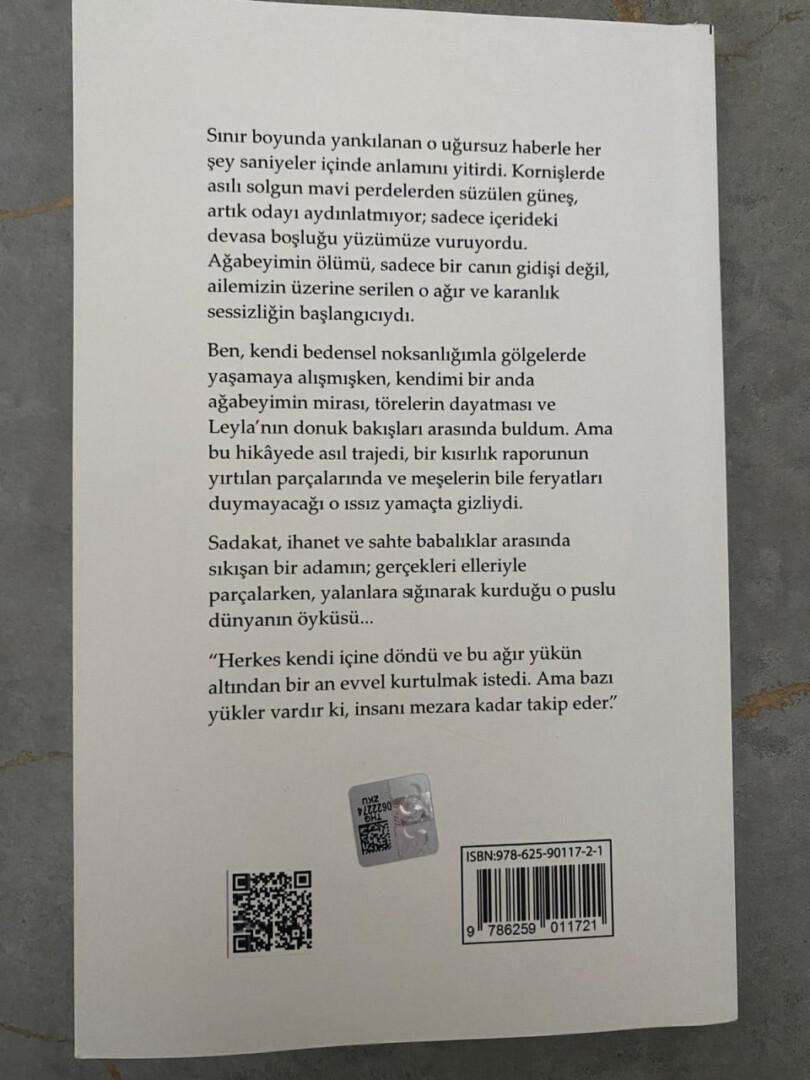 Sınır boyunda yankılanan o uğursuz haberle her
şey saniyeler içinde anlamını yitirdi. Kornişlerde
asılı solgun mavi perdelerden süzülen güneş,
artık odayı aydınlatmıyor; sadece içerideki
devasa boşluğu yüzümüze vuruyordu.
Ağabeyimin ölümü, sadece bir canın gidişi değil,
ailemizin üzerine serilen o ağır ve karanlık
sessizliğin başlangıcıydı.
Ben, kendi bedensel noksanlığımla gölgelerde
yaşamaya alışmışken, kendimi bir anda
ağabeyimin mirası, törelerin dayatması ve
Leyla’nın donuk bakışları arasında buldum. Ama
bu hikâyede asıl trajedi, bir kısırlık raporunun
yırtılan parçalarında ve meşelerin bile feryatları
duymayacağı o ıssız yamaçta gizliydi.
Sadakat, ihanet ve sahte babalıklar arasında
sıkışan bir adamın; gerçekleri elleriyle
parçalarken, yalanlara sığınarak kurduğu o puslu
dünyanın öyküsü...
“Herkes kendi içine döndü ve bu ağır yükün
altından bir an evvel kurtulmak istedi. Ama bazı
yükler vardır ki, insanı mezara kadar takip eder.”
THG
0622274
ZKU
ISBN:978-625-90117-2-1
9 786259 011721